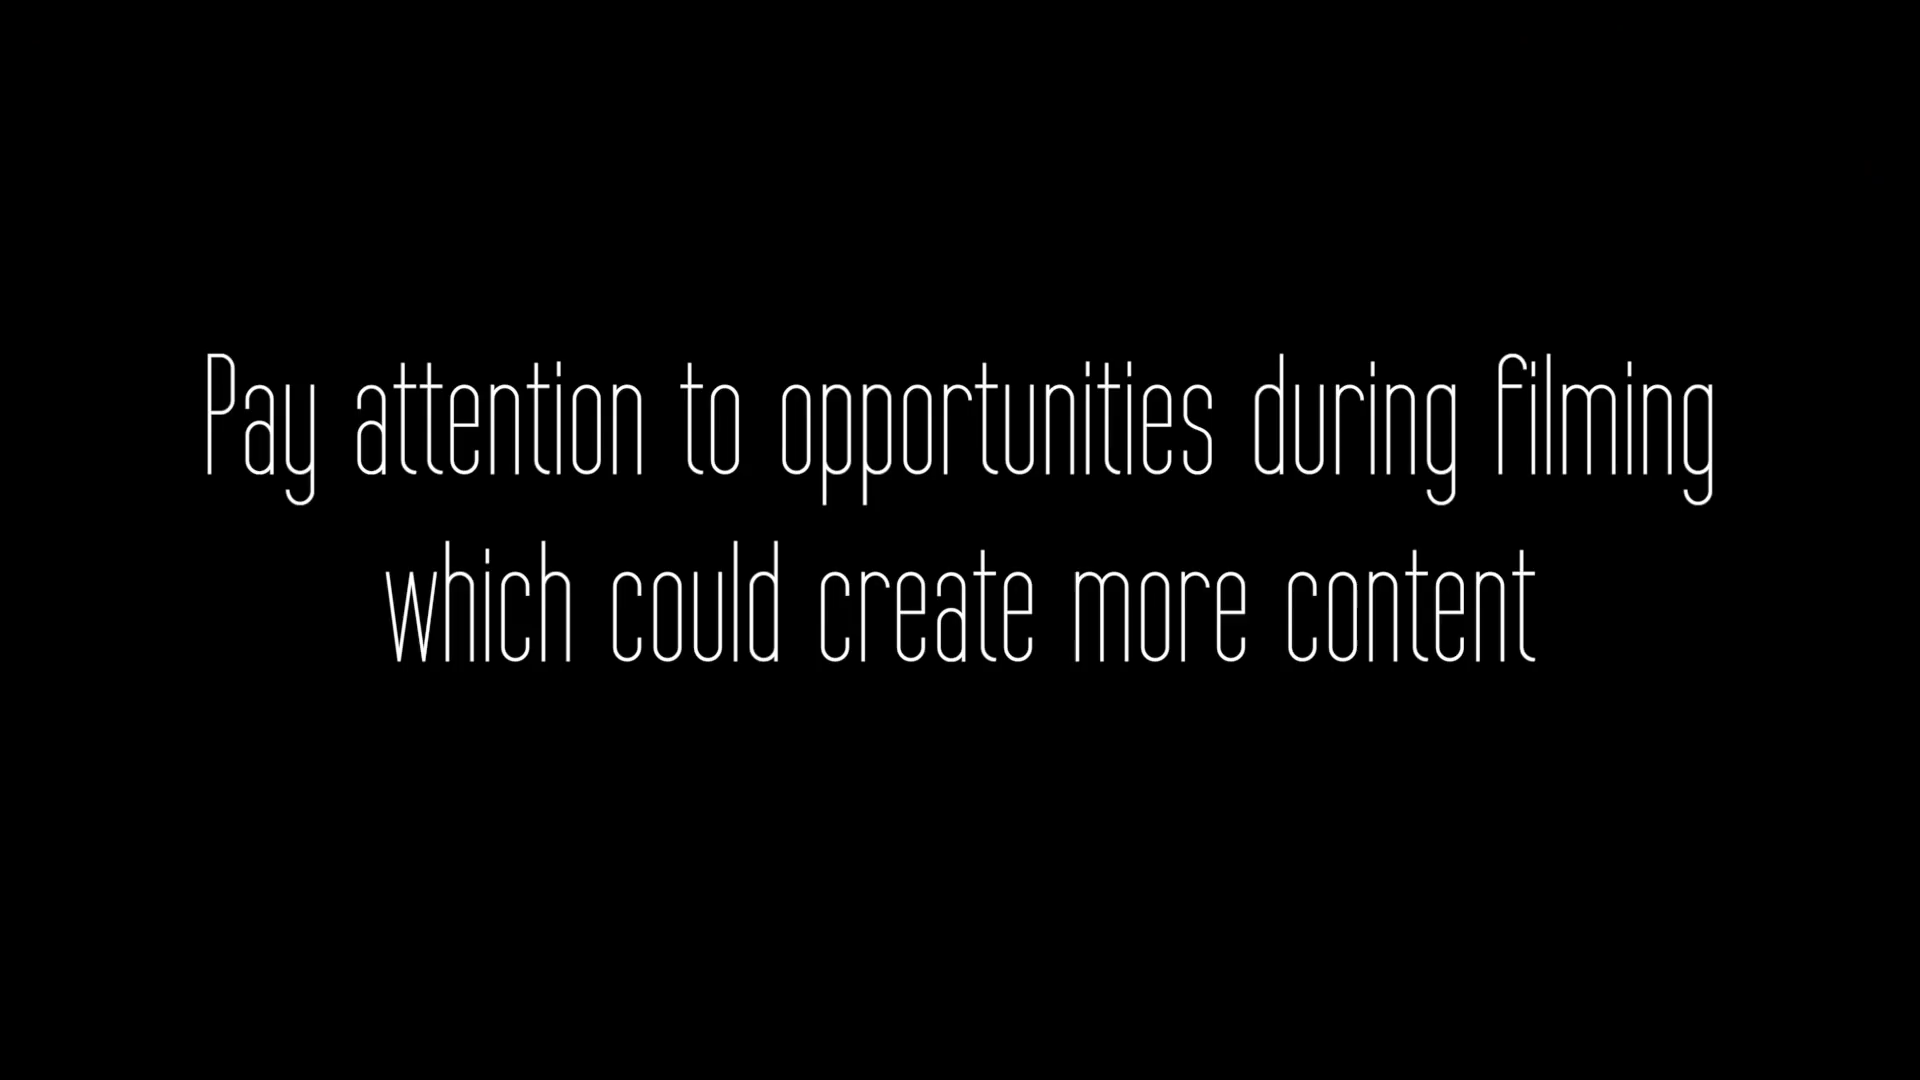 Pay attention to opportunities during filming
which could create more content